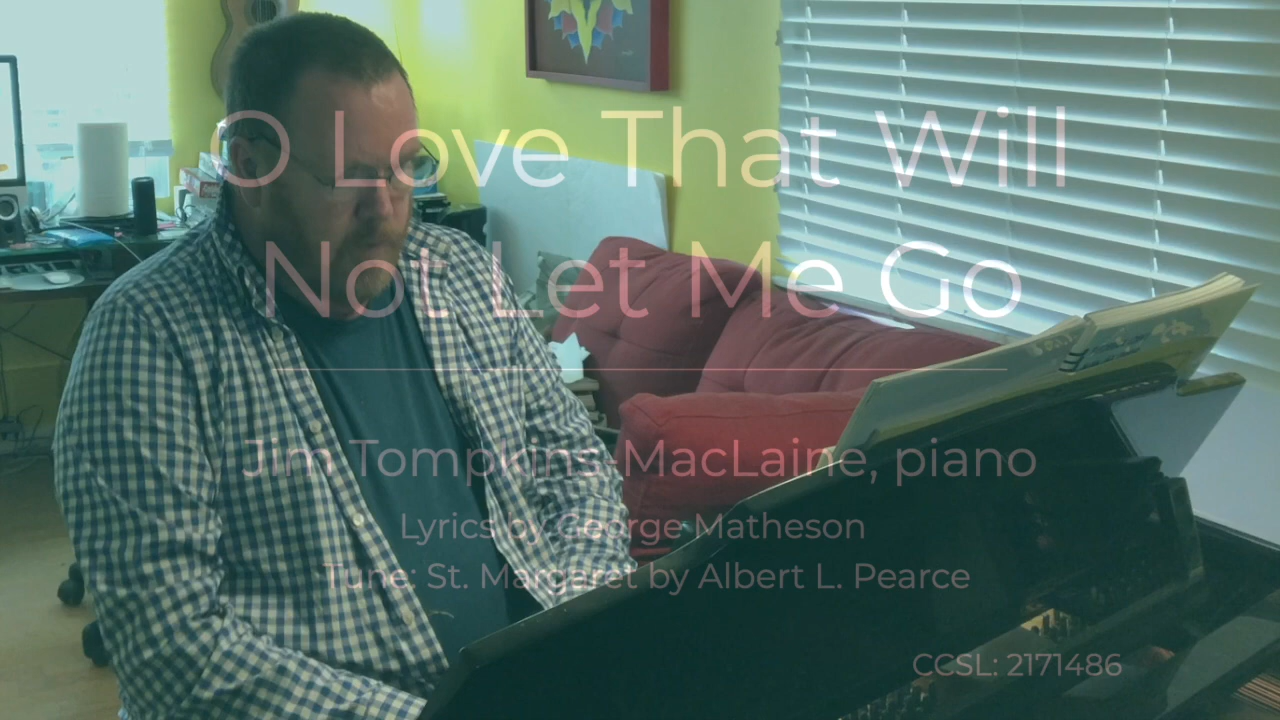 O Love That Will
Not Let Me Go
Jim Tompkins-MacLaine, piano
Lyrics by George Matheson
Tune: St. Margaret by Albert L. Pearce
CCSL: 2171486